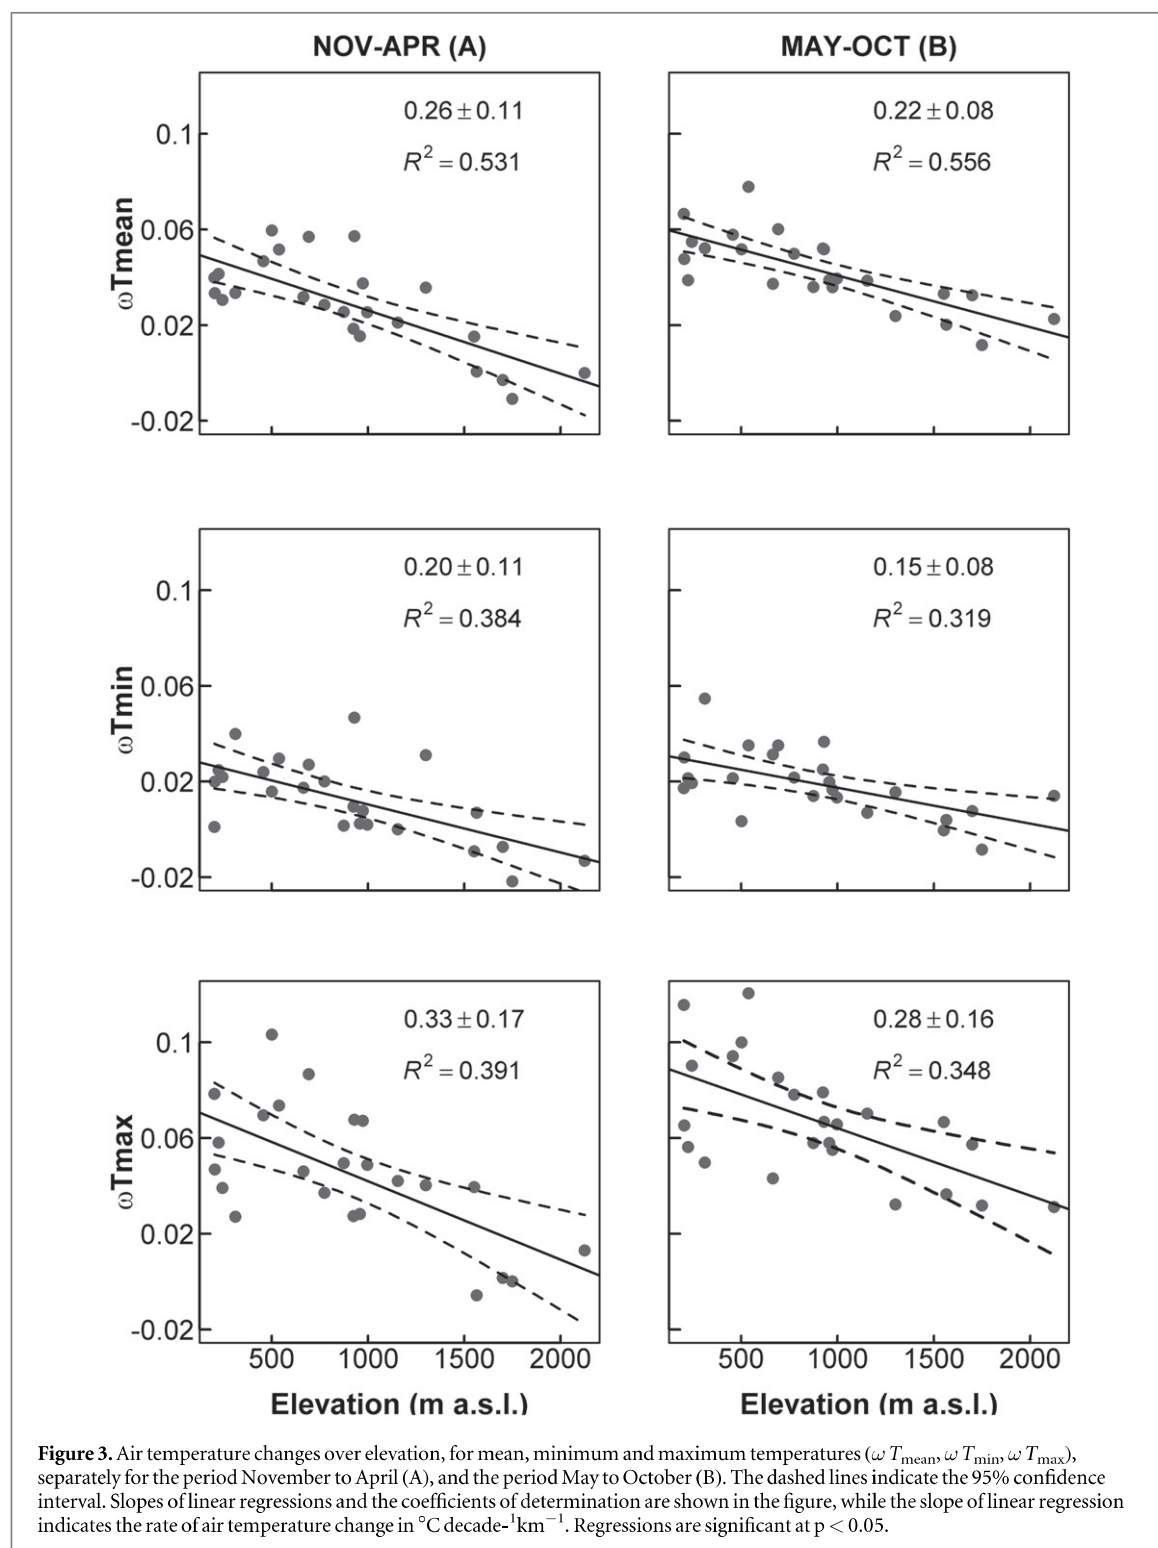 NOV-APR (A)
MAY-OCT (B)
0.26 ± 0.11
R² = 0.531
0.22 ± 0.08
R² = 0.556
ωTmean
0.1
0.06
0.02
-0.02
0.20 ± 0.11
R² = 0.384
0.15 ± 0.08
R² = 0.319
ωTmin
0.1
0.06
0.02
-0.02
0.33 ± 0.17
R² = 0.391
0.28 ± 0.16
R² = 0.348
ωTmax
0.1
0.06
0.02
-0.02
500 1000 1500 2000
500 1000 1500 2000
Elevation (m a.s.l.)
Elevation (m a.s.l.)
Figure 3. Air temperature changes over elevation, for mean, minimum and maximum temperatures (ω Tmean, ω Tmin, ω Tmax),
separately for the period November to April (A), and the period May to October (B). The dashed lines indicate the 95% confidence
interval. Slopes of linear regressions and the coefficients of determination are shown in the figure, while the slope of linear regression
indicates the rate of air temperature change in °C decade-¹km⁻¹. Regressions are significant at p < 0.05.